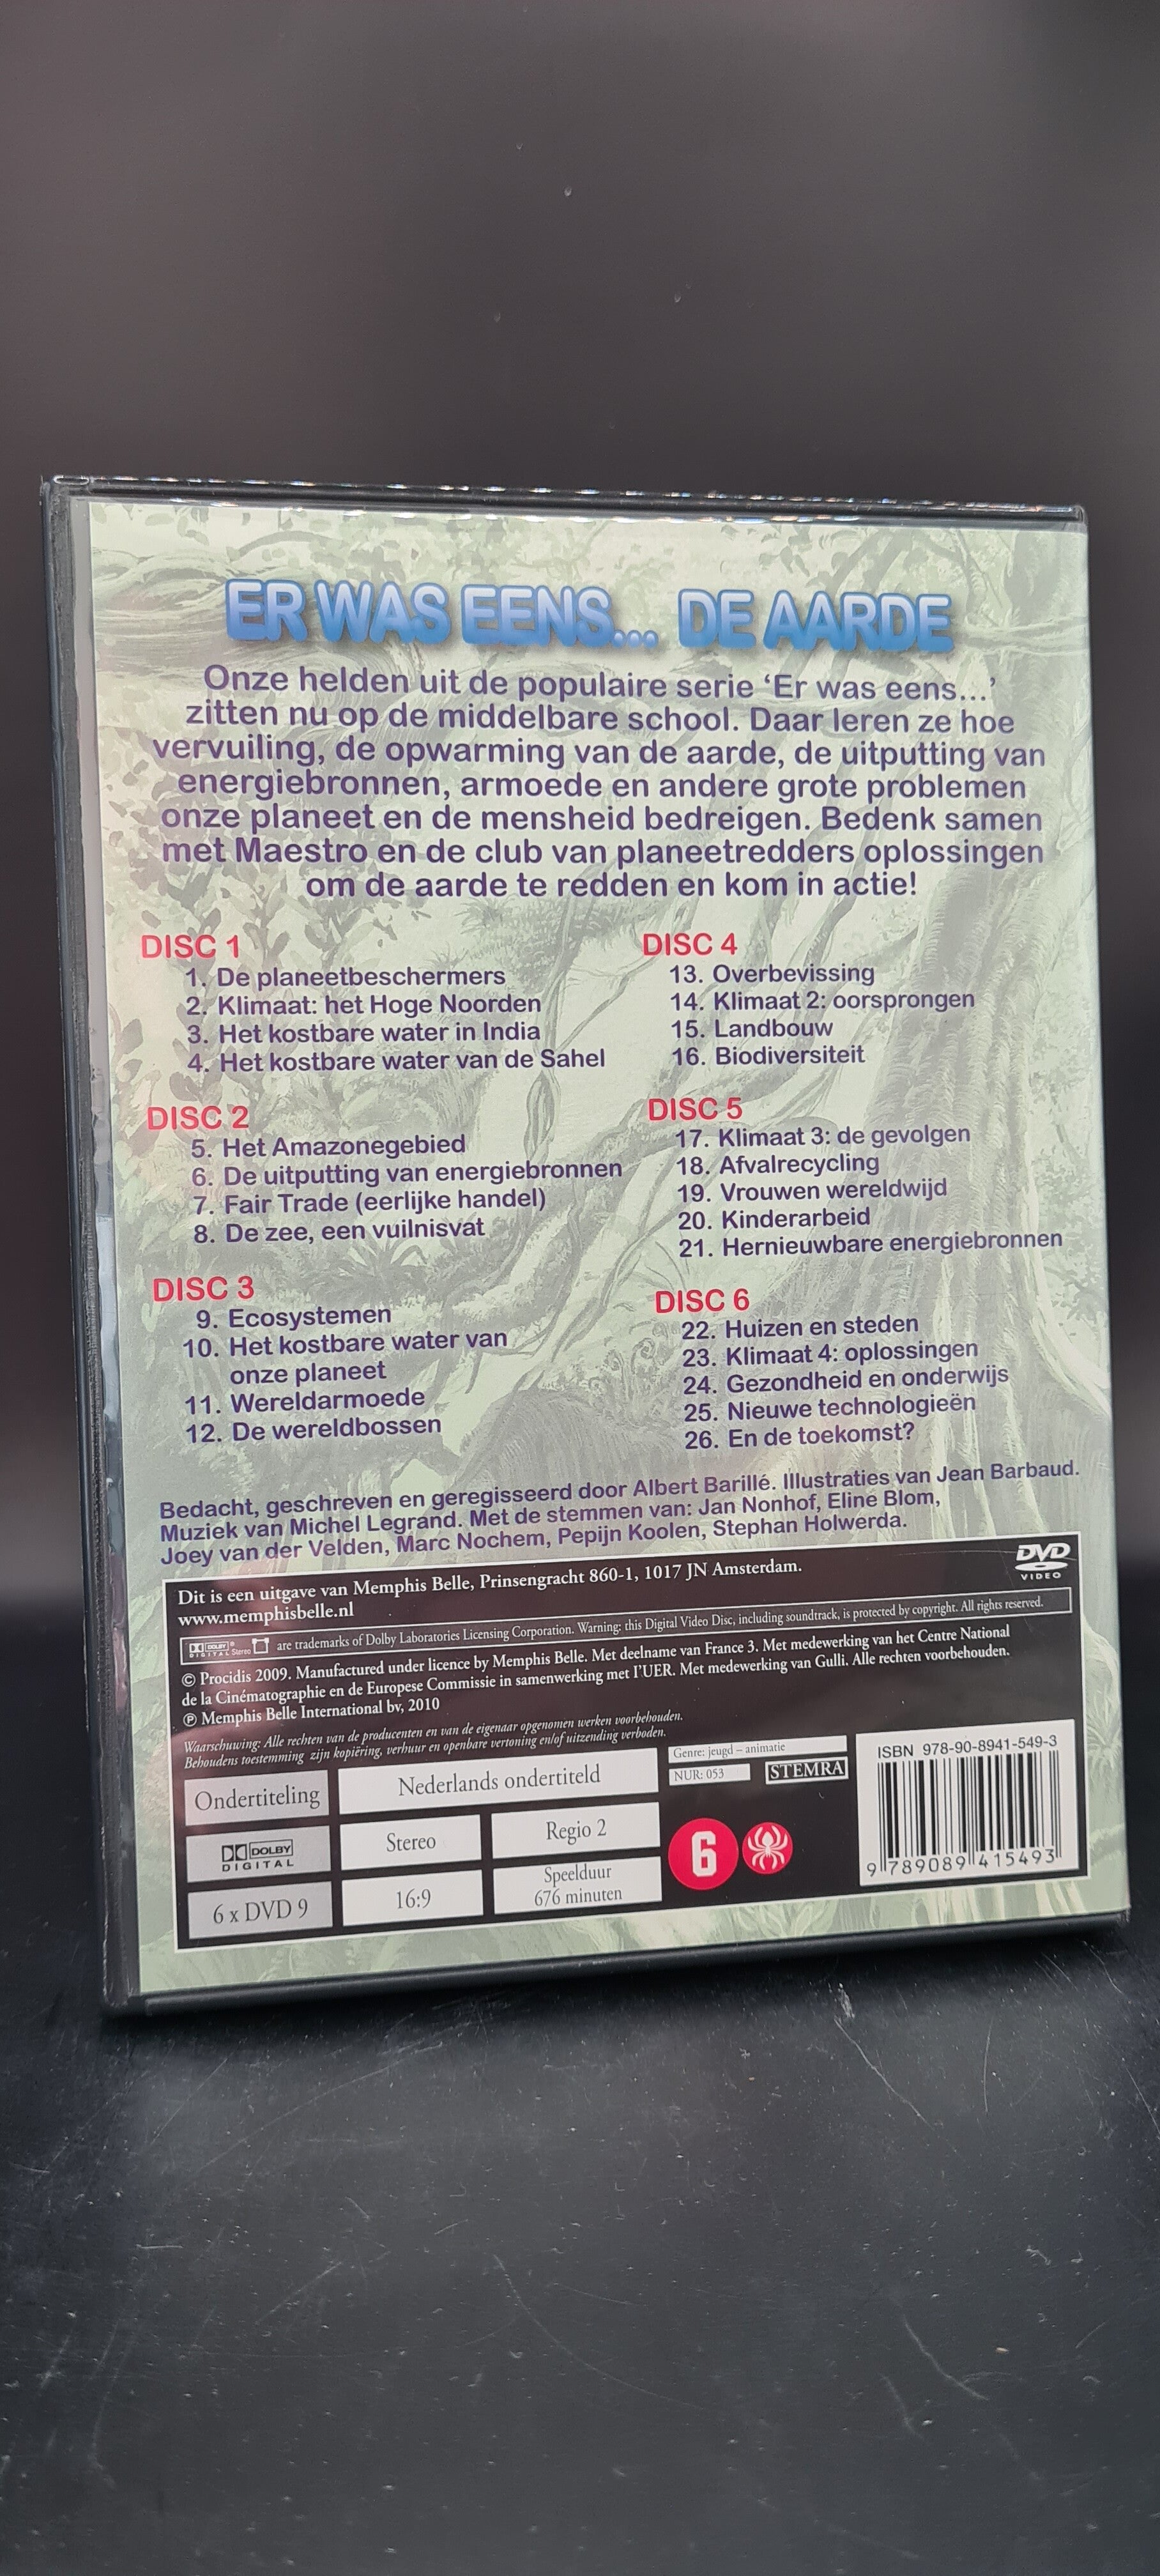 ER WAS EENS... DE AARDE
Onze helden uit de populaire serie ‘Er was eens...’
zitten nu op de middelbare school. Daar leren ze hoe
vervuiling, de opwarming van de aarde, de uitputting van
energiebronnen, armoede en andere grote problemen
onze planeet en de mensheid bedreigen. Bedenk samen
met Maestro en de club van planeetredders oplossingen
om de aarde te redden en kom in actie!
DISC 1
1. De planeetbeschermers
2. Klimaat: het Hoge Noorden
3. Het kostbare water in India
4. Het kostbare water van de Sahel
DISC 2
5. Het Amazonegebied
6. De uitputting van energiebronnen
7. Fair Trade (eerlijke handel)
8. De zee, een vuilnisvat
DISC 3
9. Ecosystemen
10. Het kostbare water van
onze planeet
11. Wereldarmoede
12. De wereldbossen
DISC 4
13. Overbevissing
14. Klimaat 2: oorsprongen
15. Landbouw
16. Biodiversiteit
DISC 5
17. Klimaat 3: de gevolgen
18. Afvalrecycling
19. Vrouwen wereldwijd
20. Kinderarbeid
21. Hernieuwbare energiebronnen
DISC 6
22. Huizen en steden
23. Klimaat 4: oplossingen
24. Gezondheid en onderwijs
25. Nieuwe technologieën
26. En de toekomst?
Bedacht, geschreven en geregisseerd door Albert Barillé. Illustraties van Jean Barbaud.
Muziek van Michel Legrand. Met de stemmen van: Jan Nonhof, Eline Blom,
Joey van der Velden, Marc Nochem, Pepijn Koolen, Stephan Holwerda.
Dit is een uitgave van Memphis Belle, Prinsengracht 860-1, 1017 JN Amsterdam.
www.memphisbelle.nl
DVD
VIDEO
DOLBY DIGITAL Stereo are trademarks of Dolby Laboratories Licensing Corporation. Warning: this Digital Video Disc, including soundtrack, is protected by copyright. All rights reserved.
© Procidis 2009. Manufactured under licence by Memphis Belle. Met deelname van France 3. Met medewerking van het Centre National
de la Cinématographie en de Europese Commissie in samenwerking met l’UER. Met medewerking van Gulli. Alle rechten voorbehouden.
℗ Memphis Belle International bv, 2010
Waarschuwing: Alle rechten van de producenten en van de eigenaar opgenomen werken voorbehouden.
Behoudens toestemming zijn kopiëring, verhuur en openbare vertoning en/of uitzending verboden.
Ondertiteling
Nederlands ondertiteld
DOLBY
DIGITAL
Stereo
Regio 2
6 x DVD 9
16:9
Speelduur
676 minuten
Genre: jeugd – animatie
NUR: 053
STEMRA
6
ISBN 978-90-8941-549-3
9 789089 415493